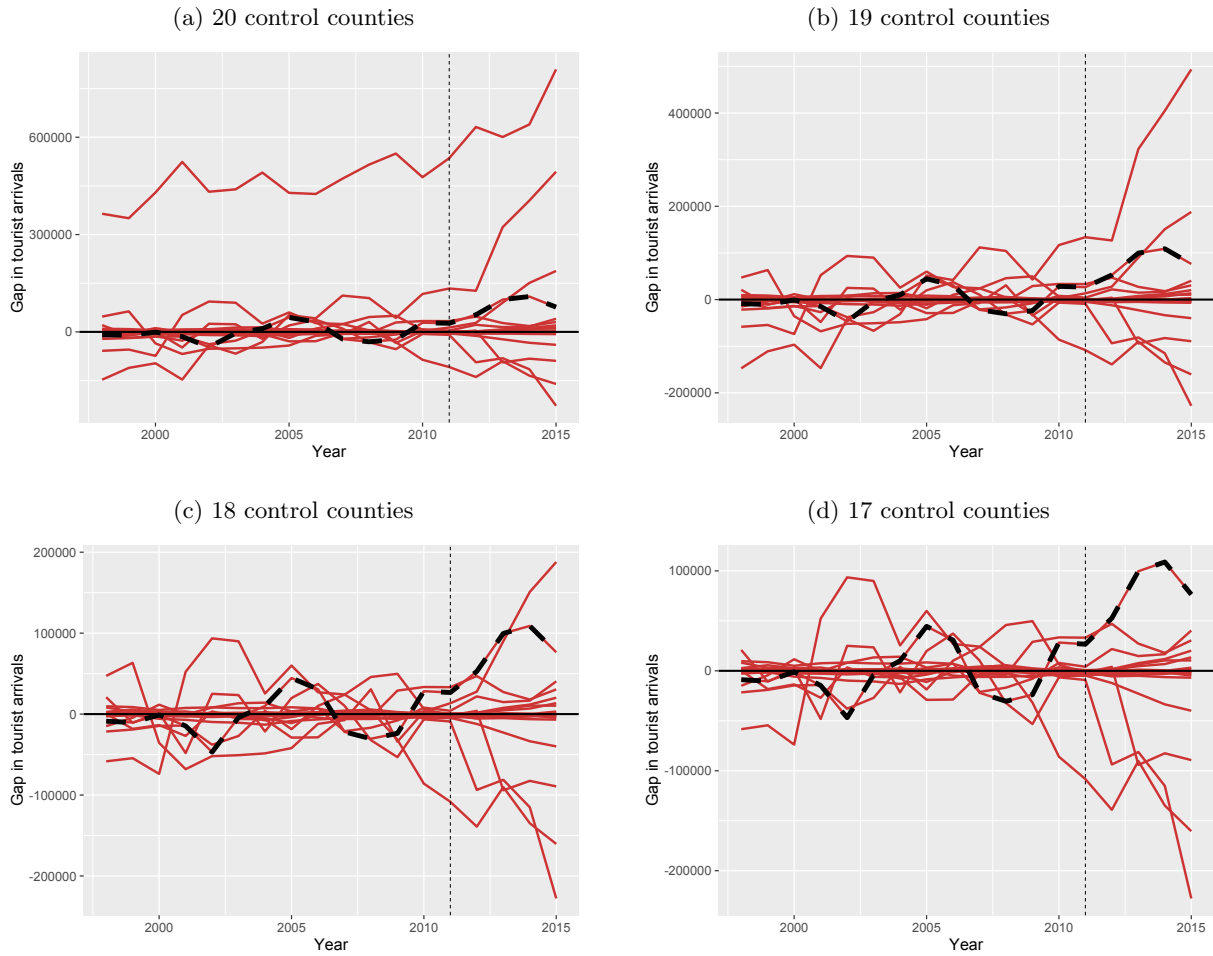 (a) 20 control counties
Gap in tourist arrivals
600000
300000
0
2000
2005
2010
2015
Year
(b) 19 control counties
Gap in tourist arrivals
400000
200000
0
-200000
2000
2005
2010
2015
Year
(c) 18 control counties
Gap in tourist arrivals
200000
100000
0
-100000
-200000
2000
2005
2010
2015
Year
(d) 17 control counties
Gap in tourist arrivals
100000
0
-100000
-200000
2000
2005
2010
2015
Year